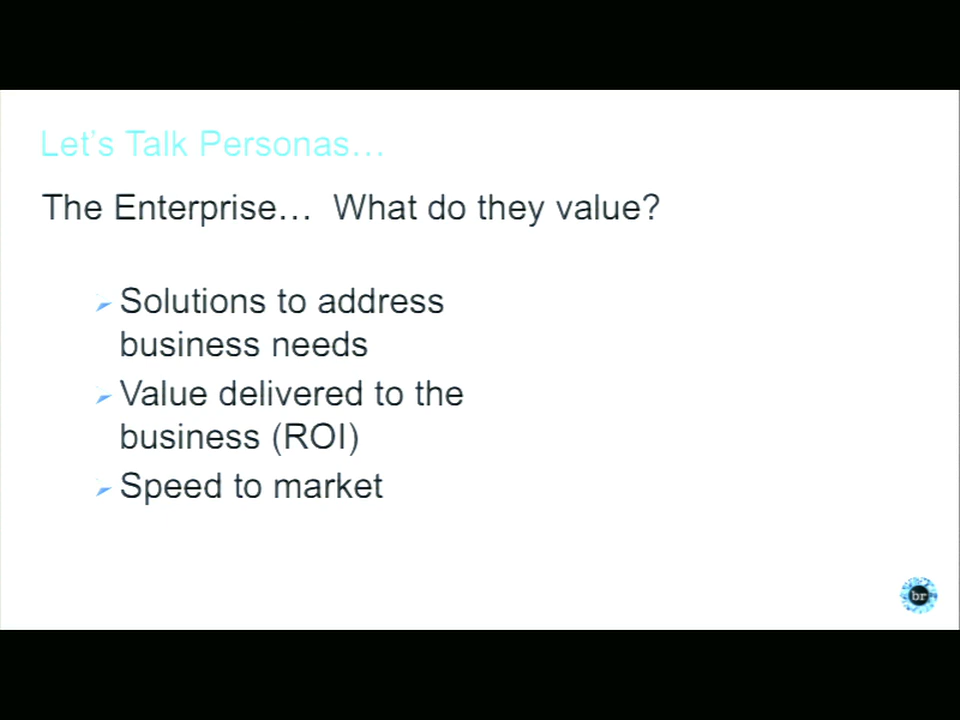 Let's Talk Personas…
The Enterprise… What do they value?
Solutions to address
business needs
Value delivered to the
business (ROI)
Speed to market
br